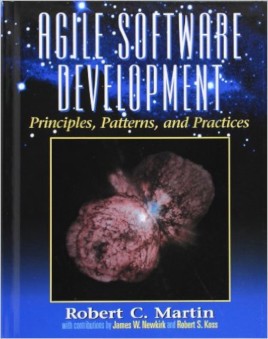 AGILE SOFTWARE
DEVELOPMENT
Principles, Patterns, and Practices
Robert C. Martin
with contributions by James W. Newkirk and Robert S. Koss